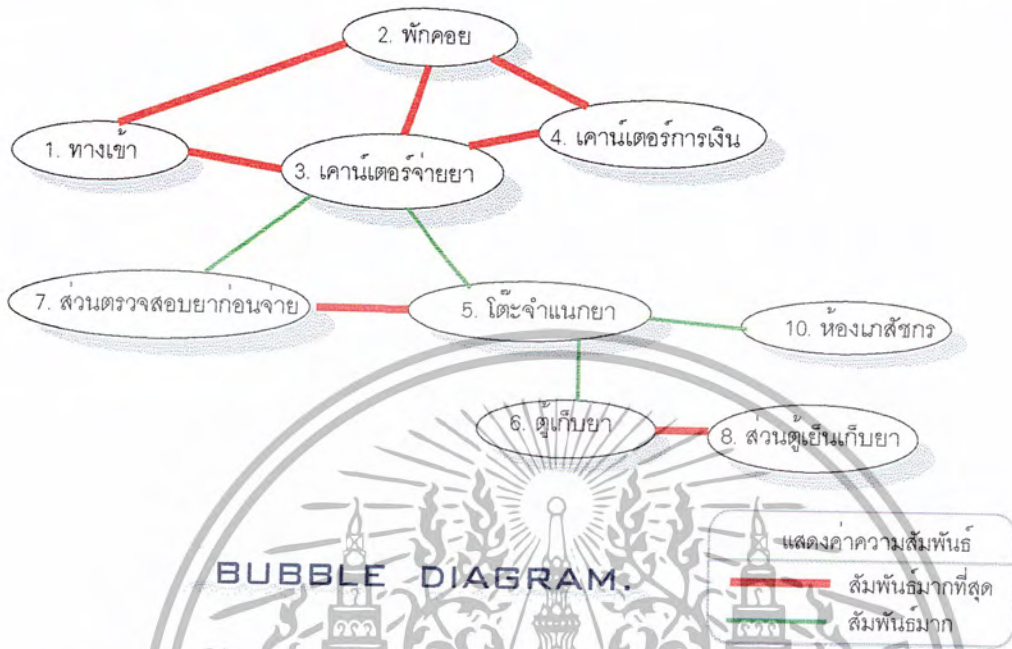 2. พักคอย
1. ทางเข้า
3. เคาน์เตอร์จ่ายยา
4. เคาน์เตอร์การเงิน
7. ส่วนตรวจสอบยาก่อนจ่าย
5. โต๊ะจำแนกยา
10. ห้องเภสัชกร
6. ตู้เก็บยา
8. ส่วนตู้เย็นเก็บยา
BUBBLE DIAGRAM.
แสดงค่าความสัมพันธ์
สัมพันธ์มากที่สุด
สัมพันธ์มาก